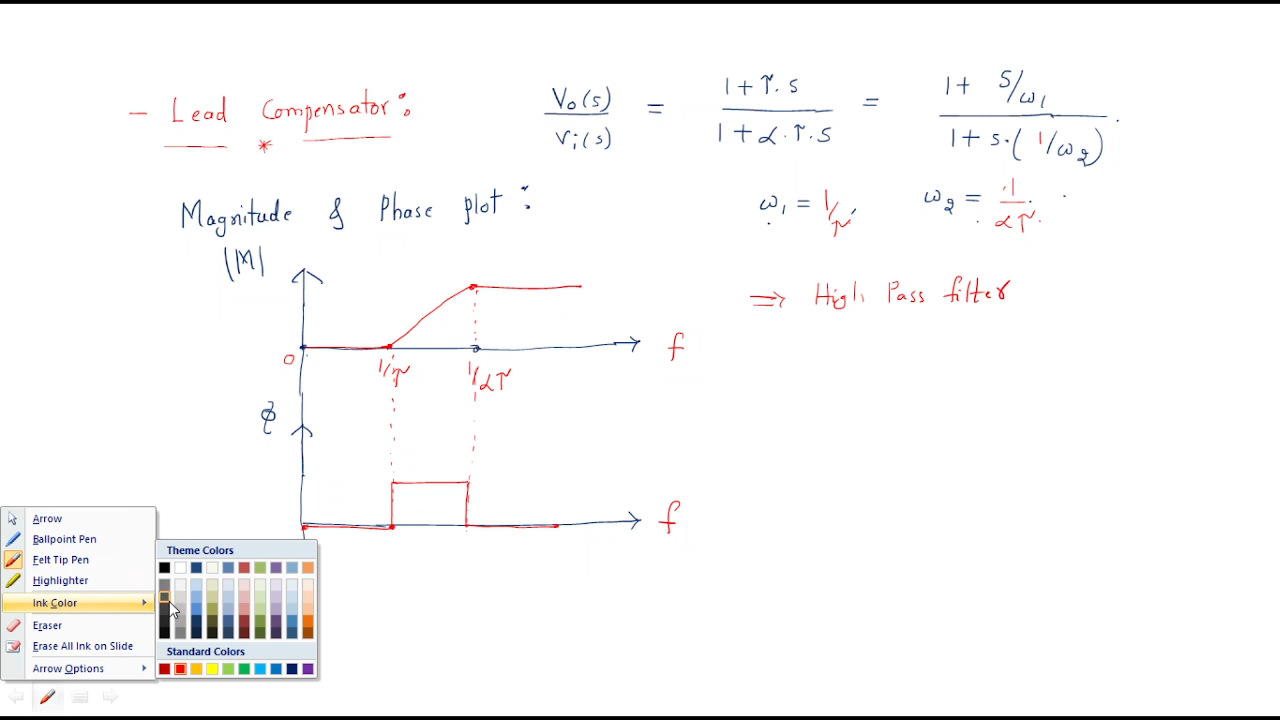 - Lead Compensator:
Vo(s)/Vi(s) = (1+τ.s)/(1+α.τ.s) = (1+ s/ω1)/(1+s.(1/ω2))
*
Magnitude & Phase plot:
ω1 = 1/τ, ω2 = 1/ατ.
|M|
⇒ High Pass filter
0
f
1/τ 1/ατ
Φ
f
Arrow
Ballpoint Pen
Felt Tip Pen
Highlighter
Ink Color
Eraser
Erase All Ink on Slide
Arrow Options
Theme Colors
Standard Colors